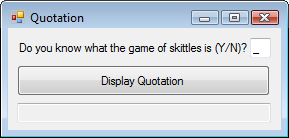 Quotation
Do you know what the game of skittles is (Y/N)? _
Display Quotation